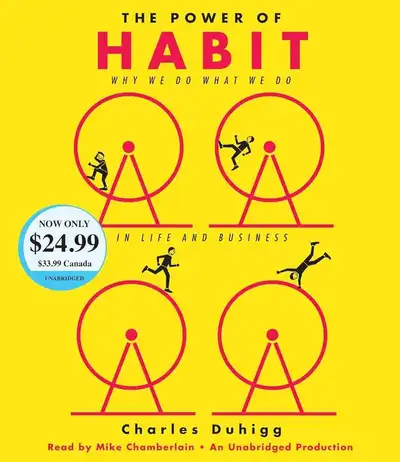 THE POWER OF
HABIT
WHY WE DO WHAT WE DO
NOW ONLY
$24.99
$33.99 Canada
UNABRIDGED
IN LIFE AND BUSINESS
Charles Duhigg
Read by Mike Chamberlain • An Unabridged Production